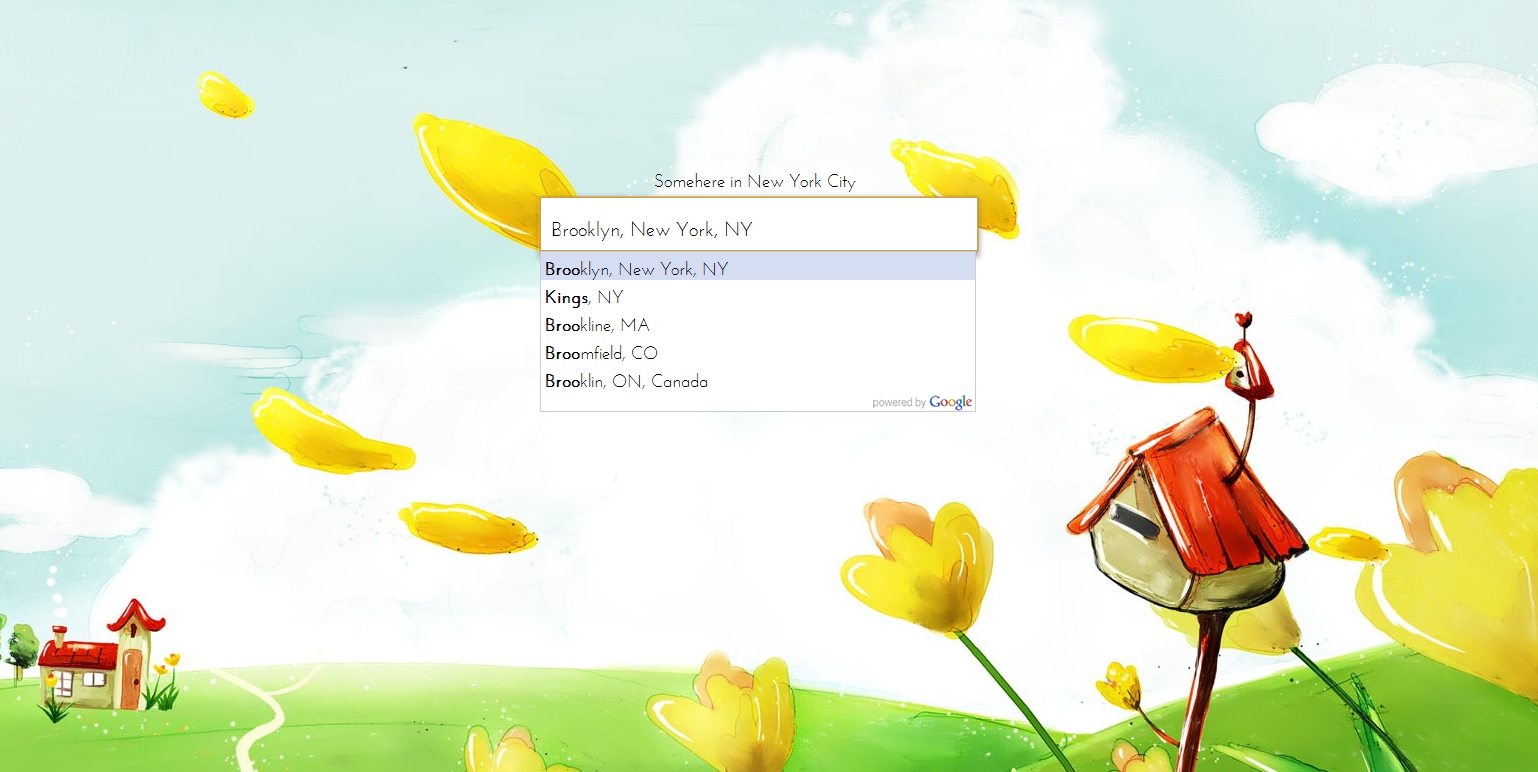 Somehere in New York City
Brooklyn, New York, NY
Brooklyn, New York, NY
Kings, NY
Brookline, MA
Broomfield, CO
Brooklin, ON, Canada
powered by Google